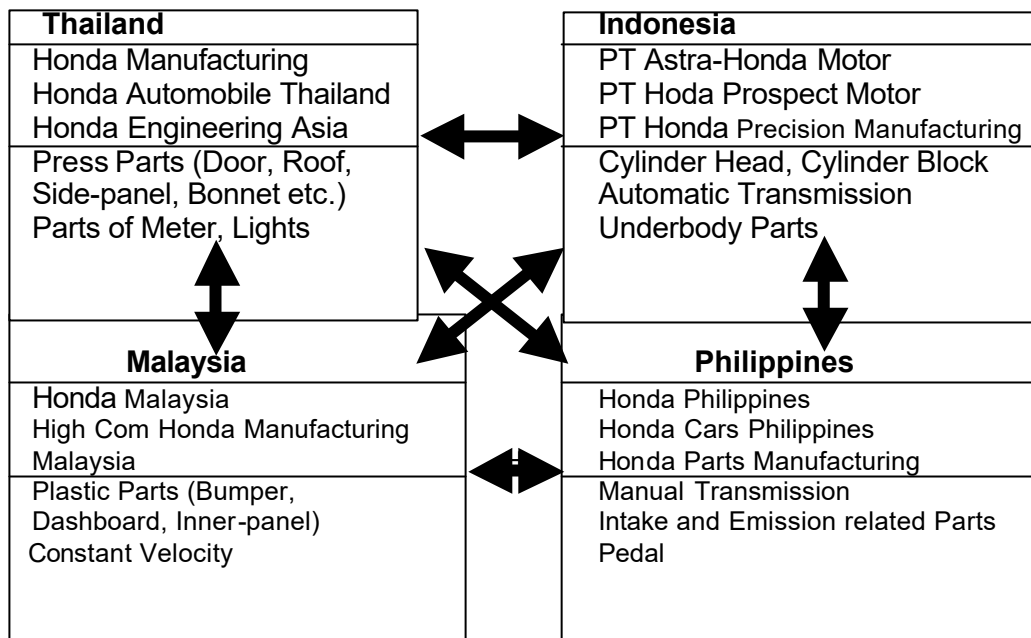 Thailand
Honda Manufacturing
Honda Automobile Thailand
Honda Engineering Asia
Press Parts (Door, Roof,
Side-panel, Bonnet etc.)
Parts of Meter, Lights
Indonesia
PT Astra-Honda Motor
PT Hoda Prospect Motor
PT Honda Precision Manufacturing
Cylinder Head, Cylinder Block
Automatic Transmission
Underbody Parts
Malaysia
Honda Malaysia
High Com Honda Manufacturing
Malaysia
Plastic Parts (Bumper,
Dashboard, Inner-panel)
Constant Velocity
Philippines
Honda Philippines
Honda Cars Philippines
Honda Parts Manufacturing
Manual Transmission
Intake and Emission related Parts
Pedal